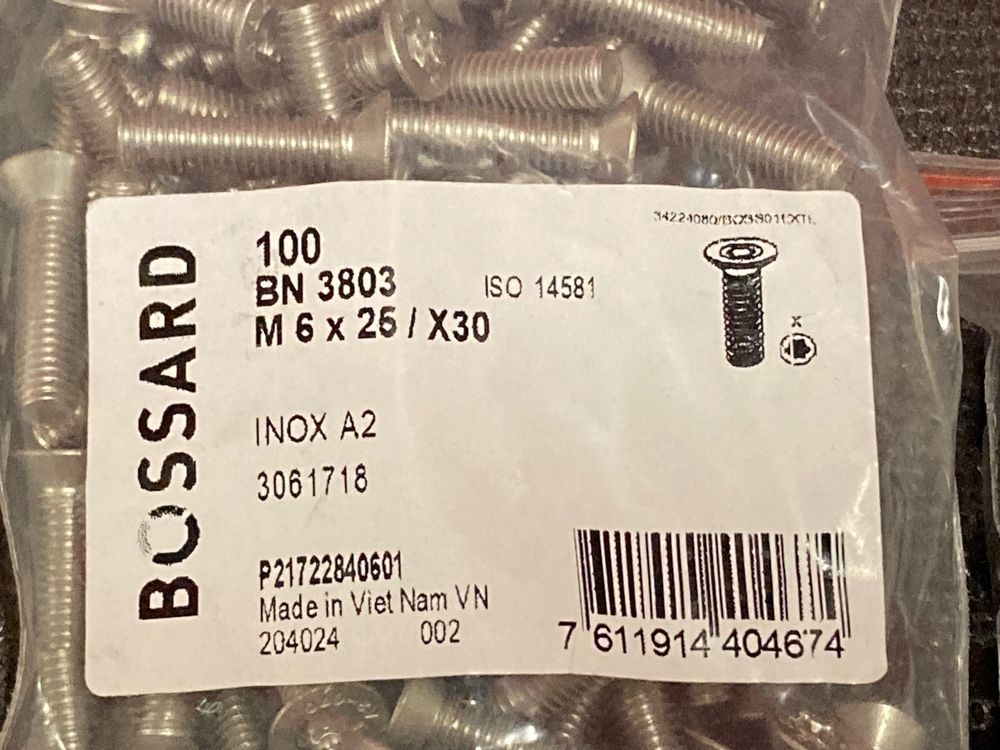 BOSSARD
100
BN 3803
ISO 14581
M 6 x 25 / X30
INOX A2
3061718
P21722840601
Made in Viet Nam VN
204024 002
x
7 611914 404674